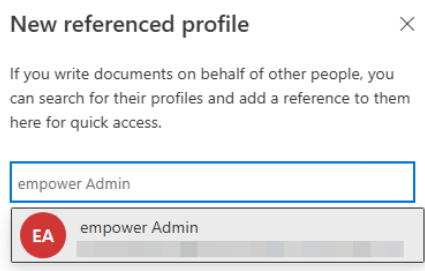 New referenced profile
If you write documents on behalf of other people, you
can search for their profiles and add a reference to them
here for quick access.
empower Admin
EA
empower Admin